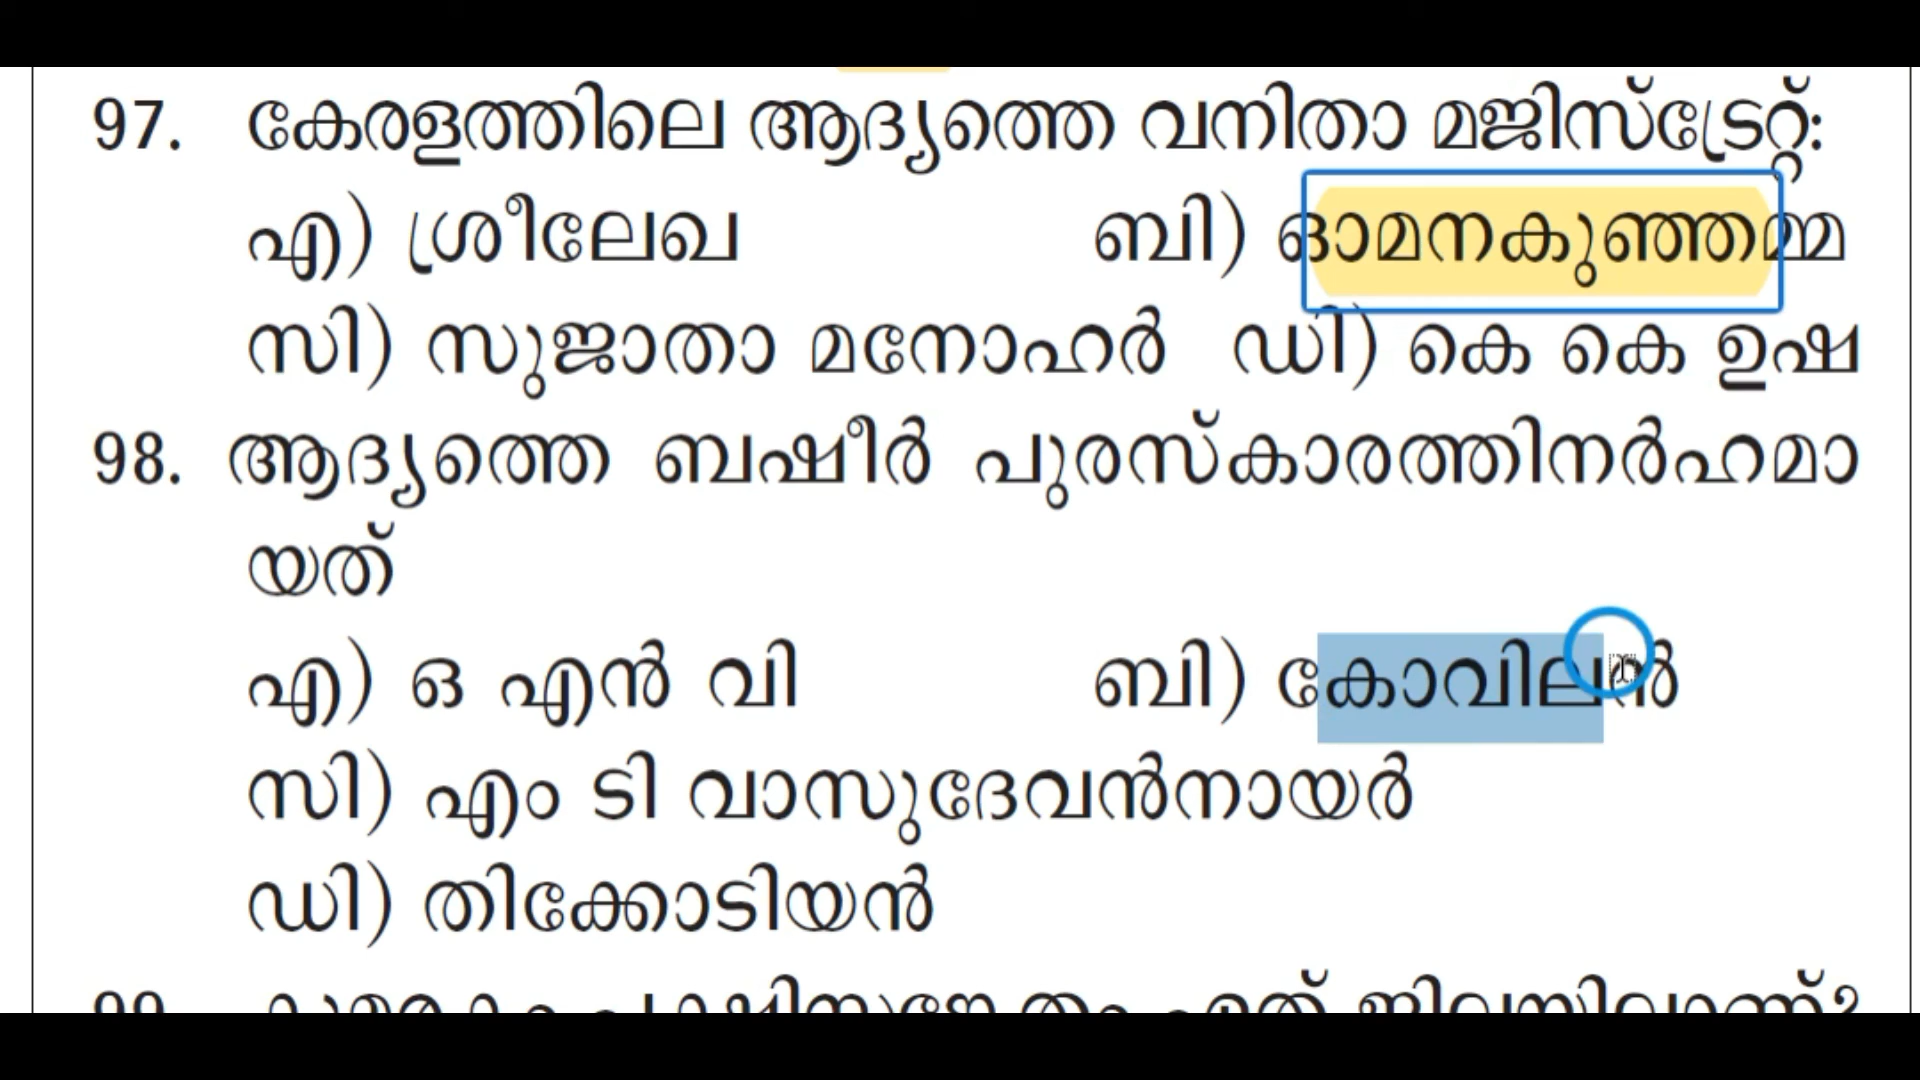 97. കേരളത്തിലെ ആദ്യത്തെ വനിതാ മജിസ്ട്രേറ്റ്:
എ) ശ്രീലേഖ ബി) ഓമനകുഞ്ഞമ്മ
സി) സുജാതാ മനോഹർ ഡി) കെ കെ ഉഷ
98. ആദ്യത്തെ ബഷീർ പുരസ്കാരത്തിനർഹമാ
യത്
എ) ഒ എൻ വി ബി) കോവിലൻ
സി) എം ടി വാസുദേവൻനായർ
ഡി) തിക്കോടിയൻ